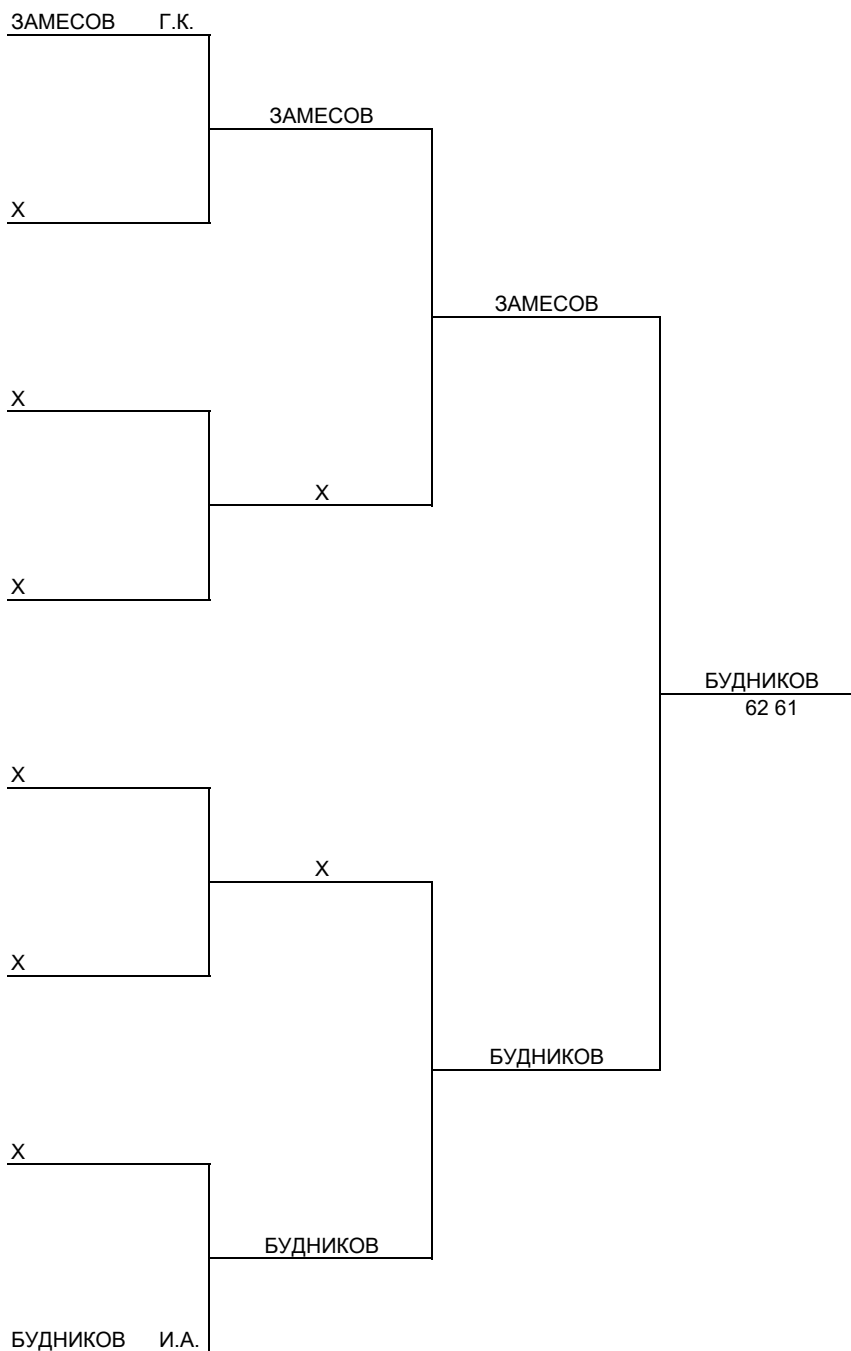 ЗАМЕСОВ Г.К.
ЗАМЕСОВ
X
ЗАМЕСОВ
X
X
X
БУДНИКОВ
62 61
X
X
X
БУДНИКОВ
X
БУДНИКОВ
БУДНИКОВ И.А.